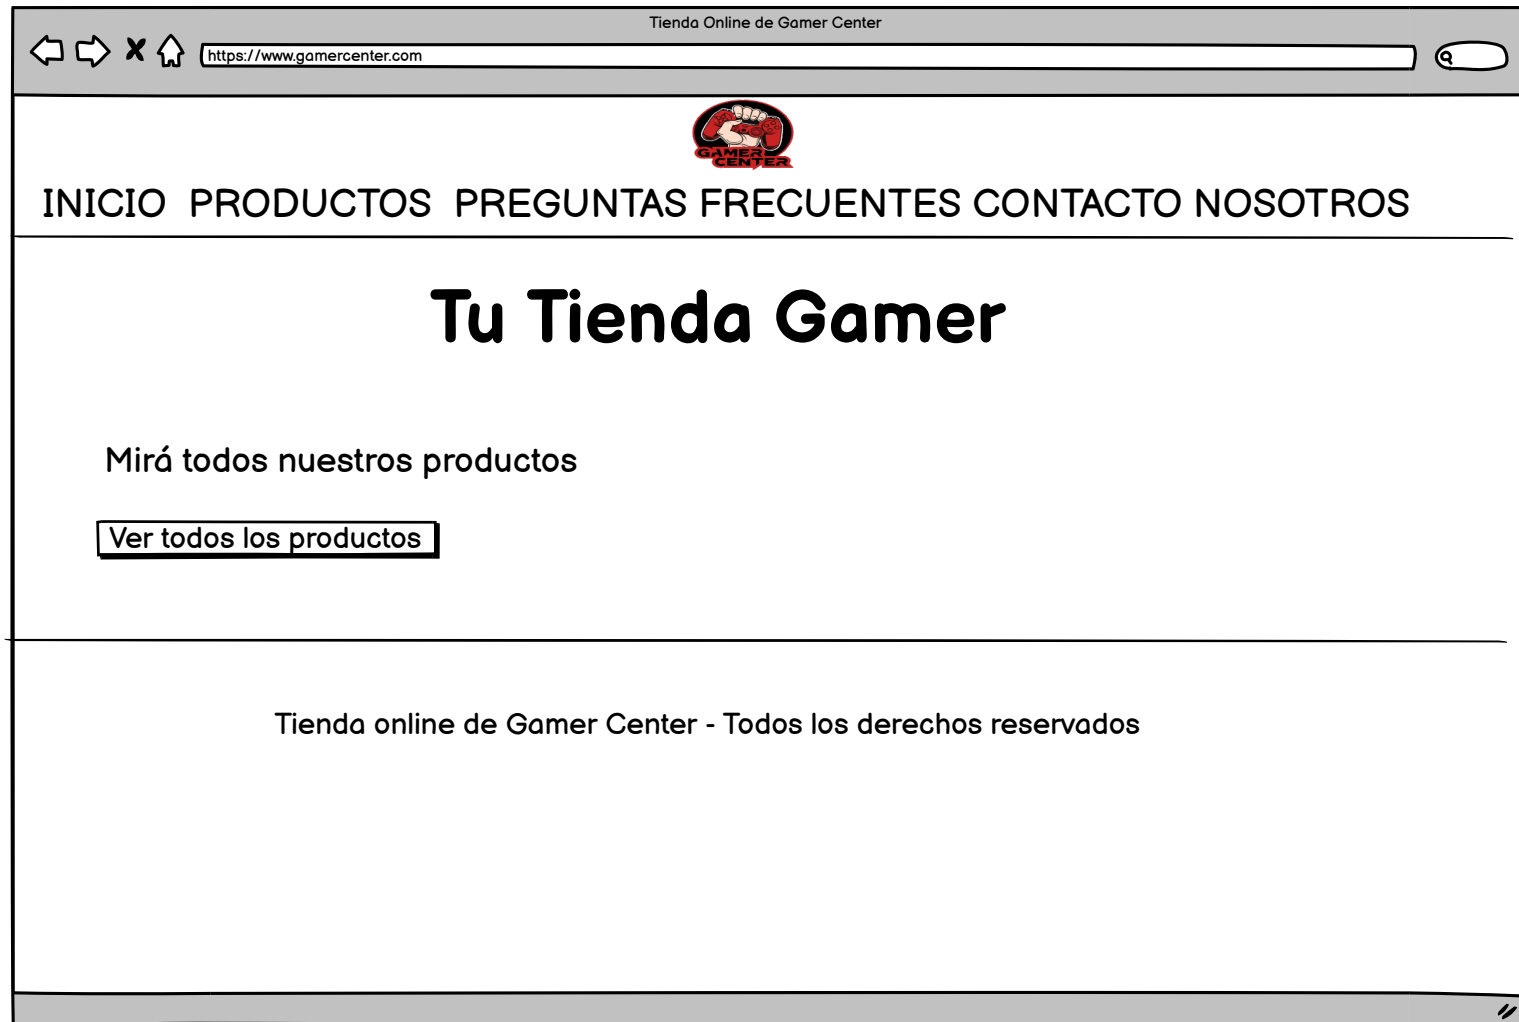 Tienda Online de Gamer Center
https://www.gamercenter.com
GAMER
CENTER
INICIO PRODUCTOS PREGUNTAS FRECUENTES CONTACTO NOSOTROS
Tu Tienda Gamer
Mirá todos nuestros productos
Ver todos los productos
Tienda online de Gamer Center - Todos los derechos reservados